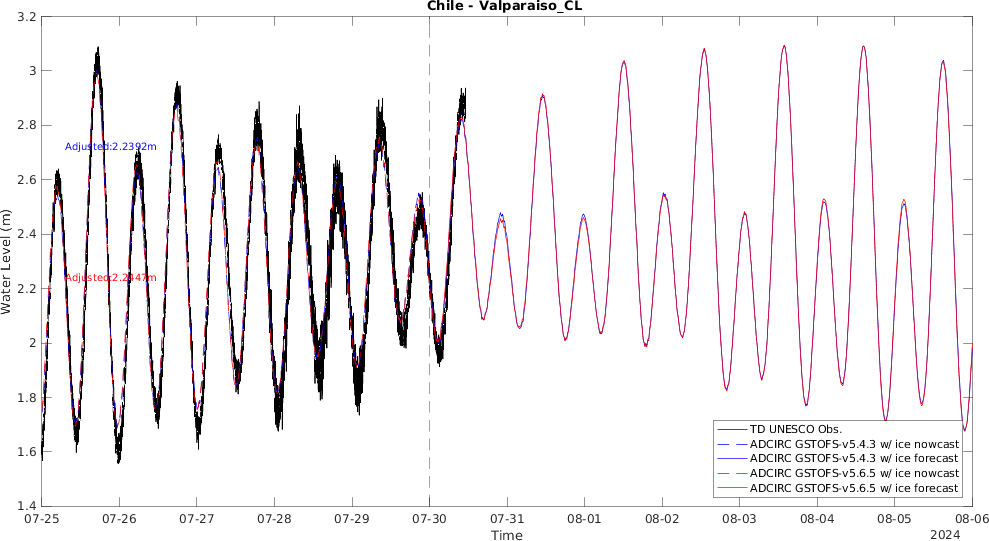 Chile - Valparaiso_CL
3.2
3
2.8
2.6
2.4
2.2
2
1.8
1.6
1.4
Water Level (m)
Adjusted:2.2392m
Adjusted:2.2447m
TD UNESCO Obs.
ADCIRC GSTOFS-v5.4.3 w/ ice nowcast
ADCIRC GSTOFS-v5.4.3 w/ ice forecast
ADCIRC GSTOFS-v5.6.5 w/ ice nowcast
ADCIRC GSTOFS-v5.6.5 w/ ice forecast
07-25 07-26 07-27 07-28 07-29 07-30 07-31 08-01 08-02 08-03 08-04 08-05 08-06
Time
2024